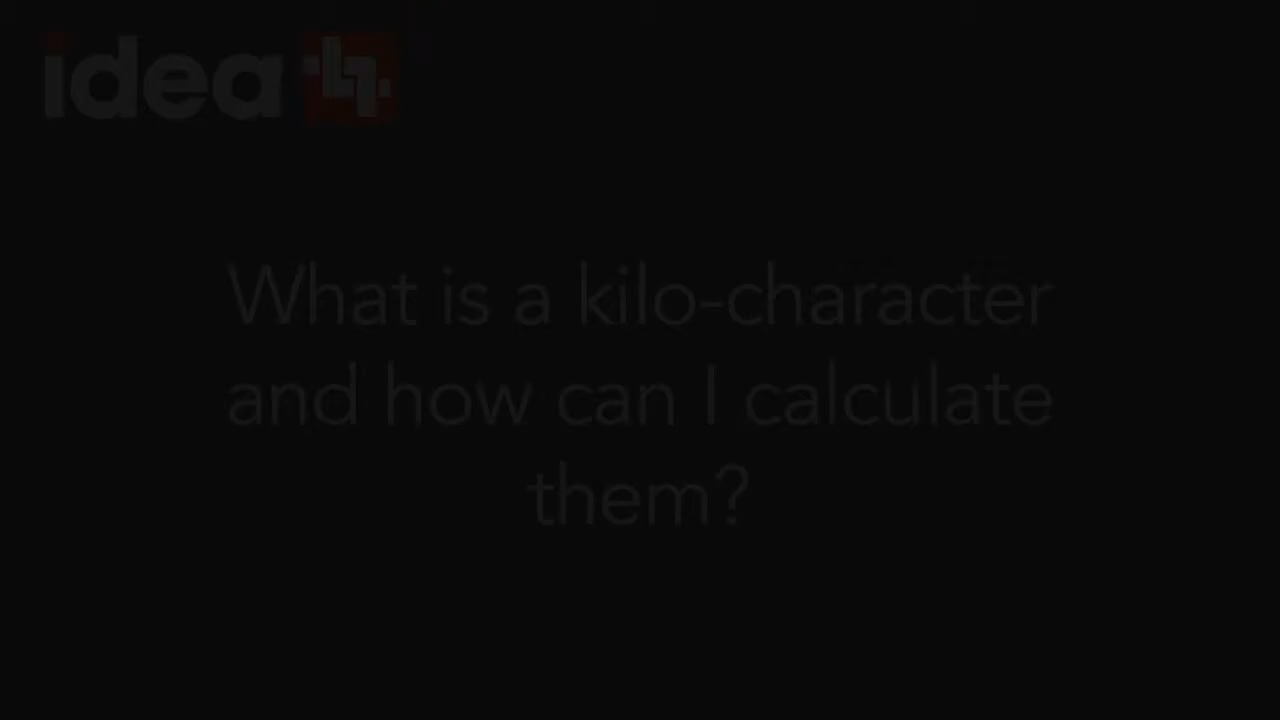 idea
What is a kilo-character
and how can I calculate
them?